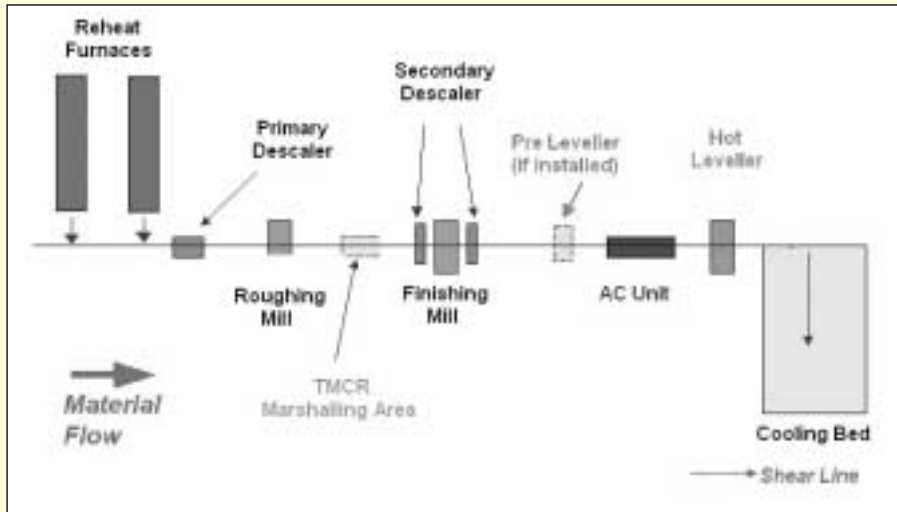 Reheat
Furnaces
Primary
Descaler
Secondary
Descaler
Pre Leveller
(if installed)
Hot
Leveller
Roughing
Mill
Finishing
Mill
AC Unit
TMCR
Marshalling Area
Material
Flow
Cooling Bed
Shear Line